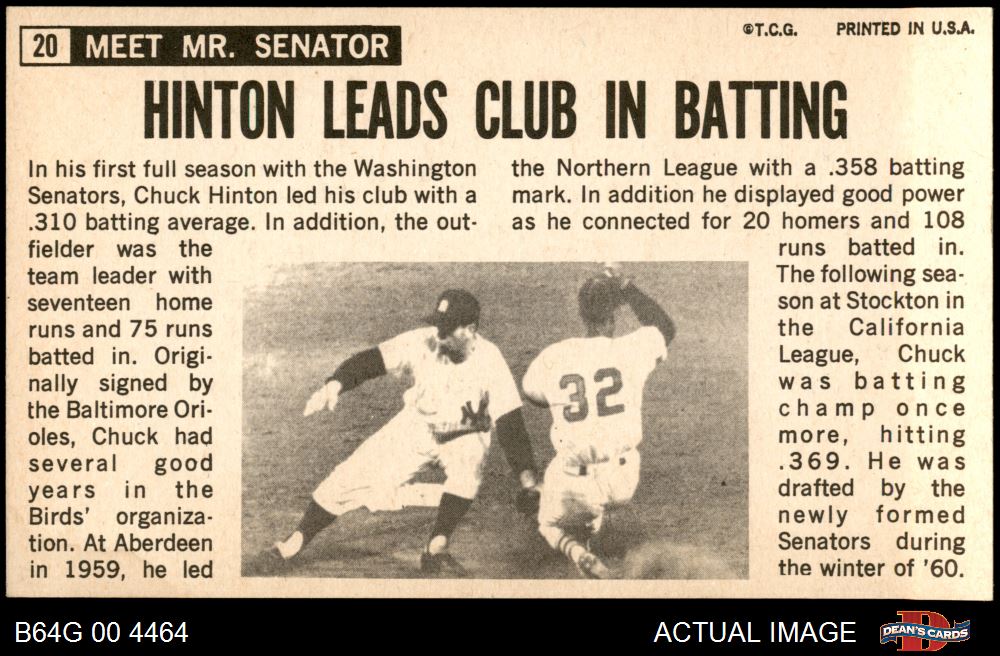 20 MEET MR. SENATOR
©T.C.G. PRINTED IN U.S.A.
HINTON LEADS CLUB IN BATTING
In his first full season with the Washington
Senators, Chuck Hinton led his club with a
.310 batting average. In addition, the out-
fielder was the
team leader with
seventeen home
runs and 75 runs
batted in. Origi-
nally signed by
the Baltimore Ori-
oles, Chuck had
several good
years in the
Birds' organiza-
tion. At Aberdeen
in 1959, he led
the Northern League with a .358 batting
mark. In addition he displayed good power
as he connected for 20 homers and 108
runs batted in.
The following sea-
son at Stockton in
the California
League, Chuck
was batting
champ once
more, hitting
.369. He was
drafted by the
newly formed
Senators during
the winter of '60.
NY
32
B64G 00 4464
ACTUAL IMAGE
DEAN'S CARDS